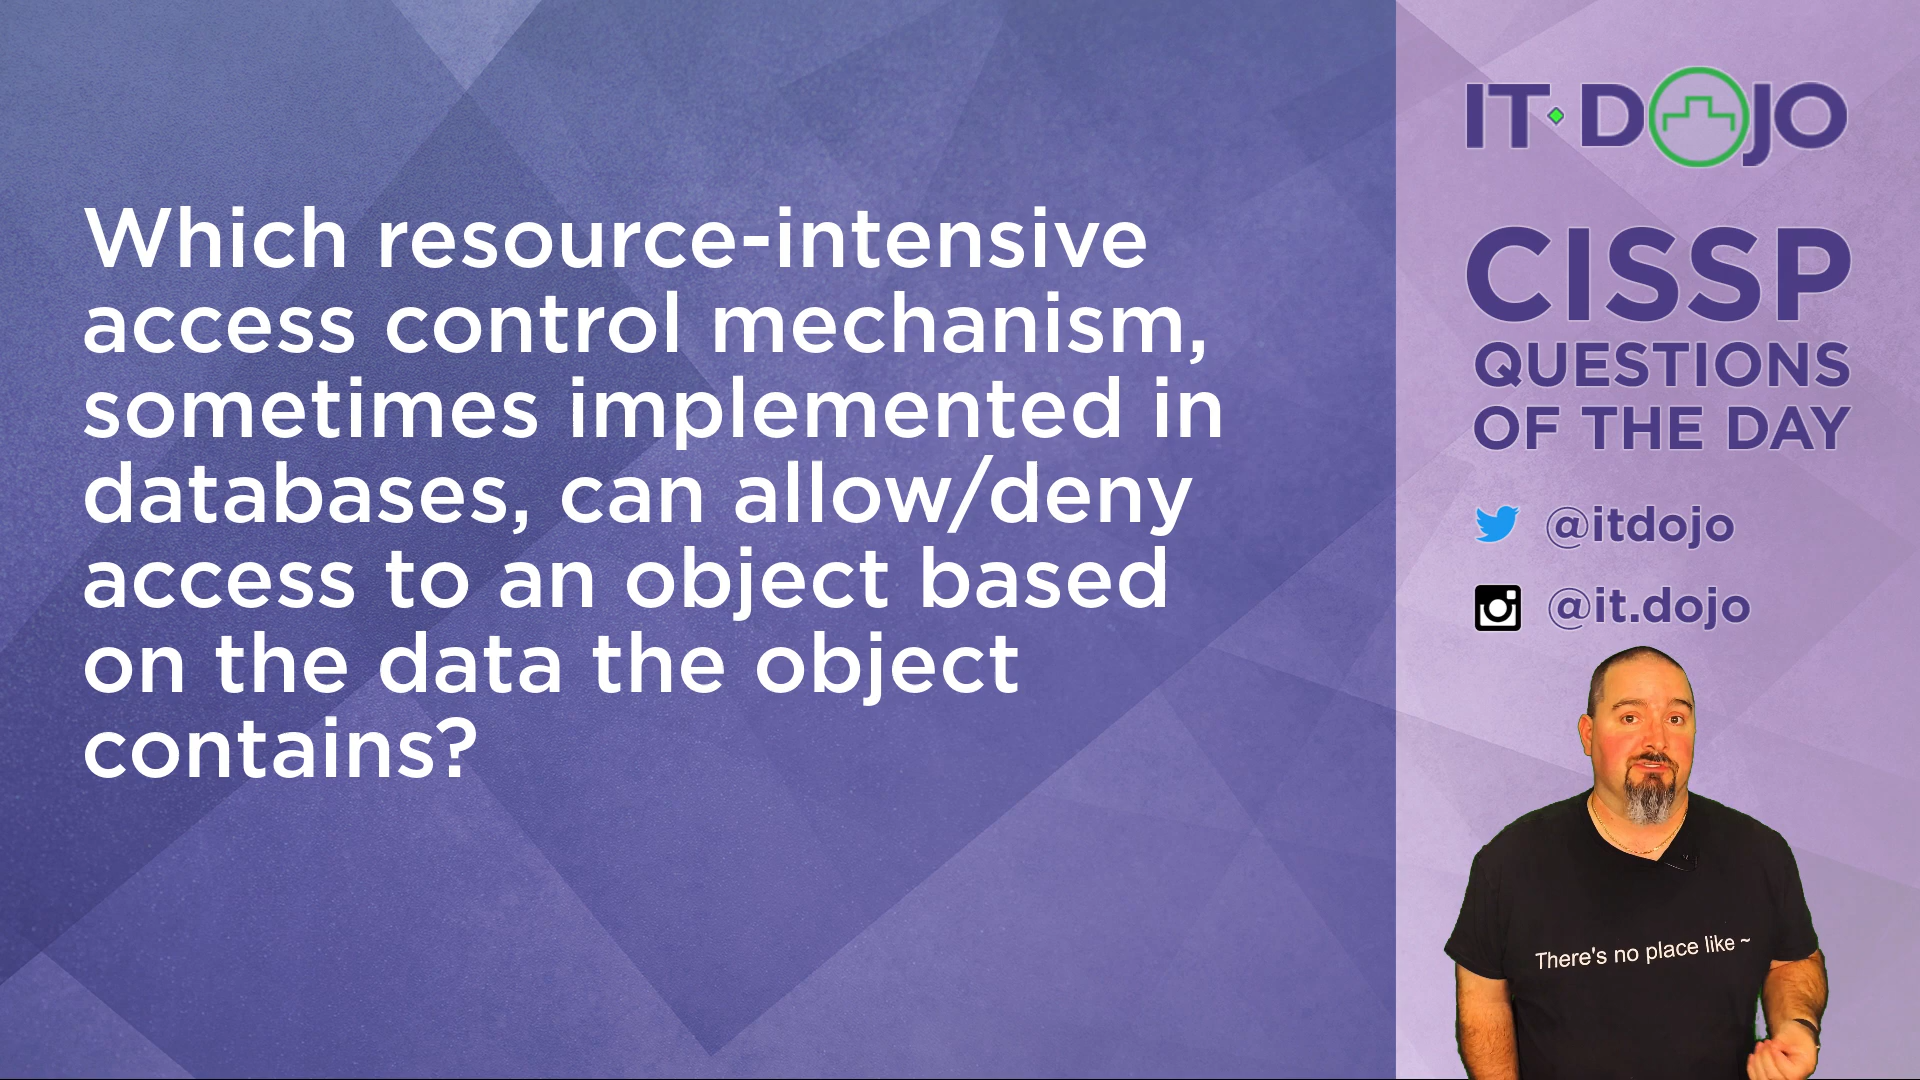 Which resource-intensive
access control mechanism,
sometimes implemented in
databases, can allow/deny
access to an object based
on the data the object
contains?
IT DOJO
CISSP
QUESTIONS
OF THE DAY
@itdojo
@it.dojo
There's no place like ~